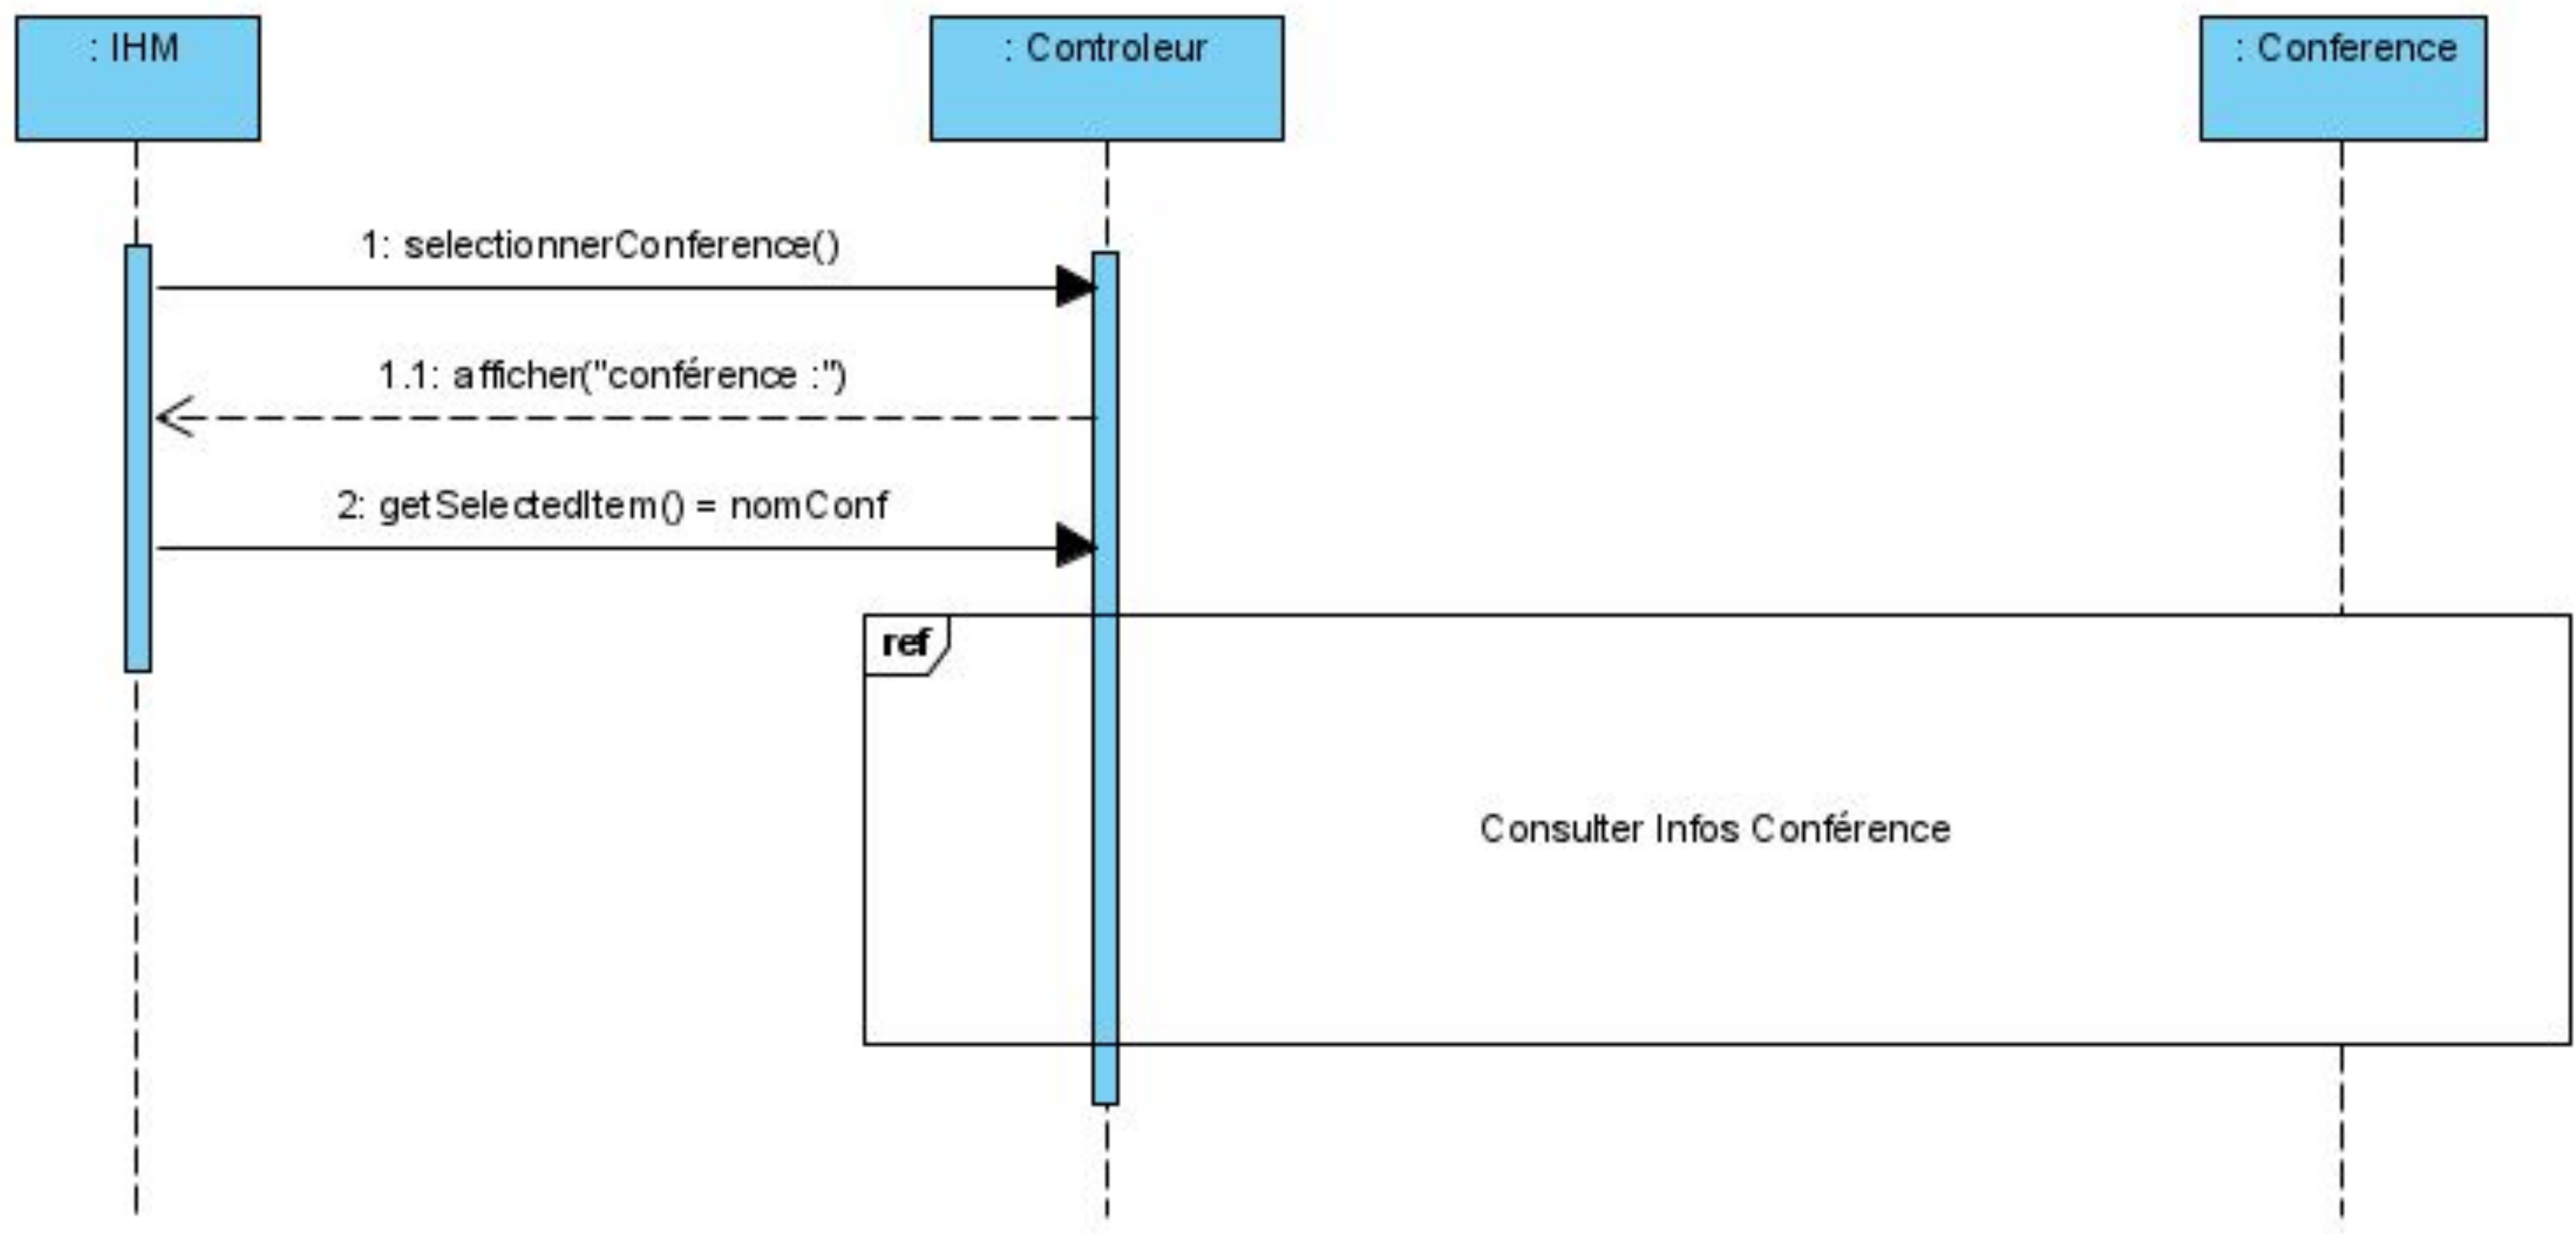 : IHM
: Controleur
: Conference
1: selectionnerConference()
1.1: afficher("conférence :")
2: getSelectedItem() = nomConf
ref
Consulter Infos Conférence